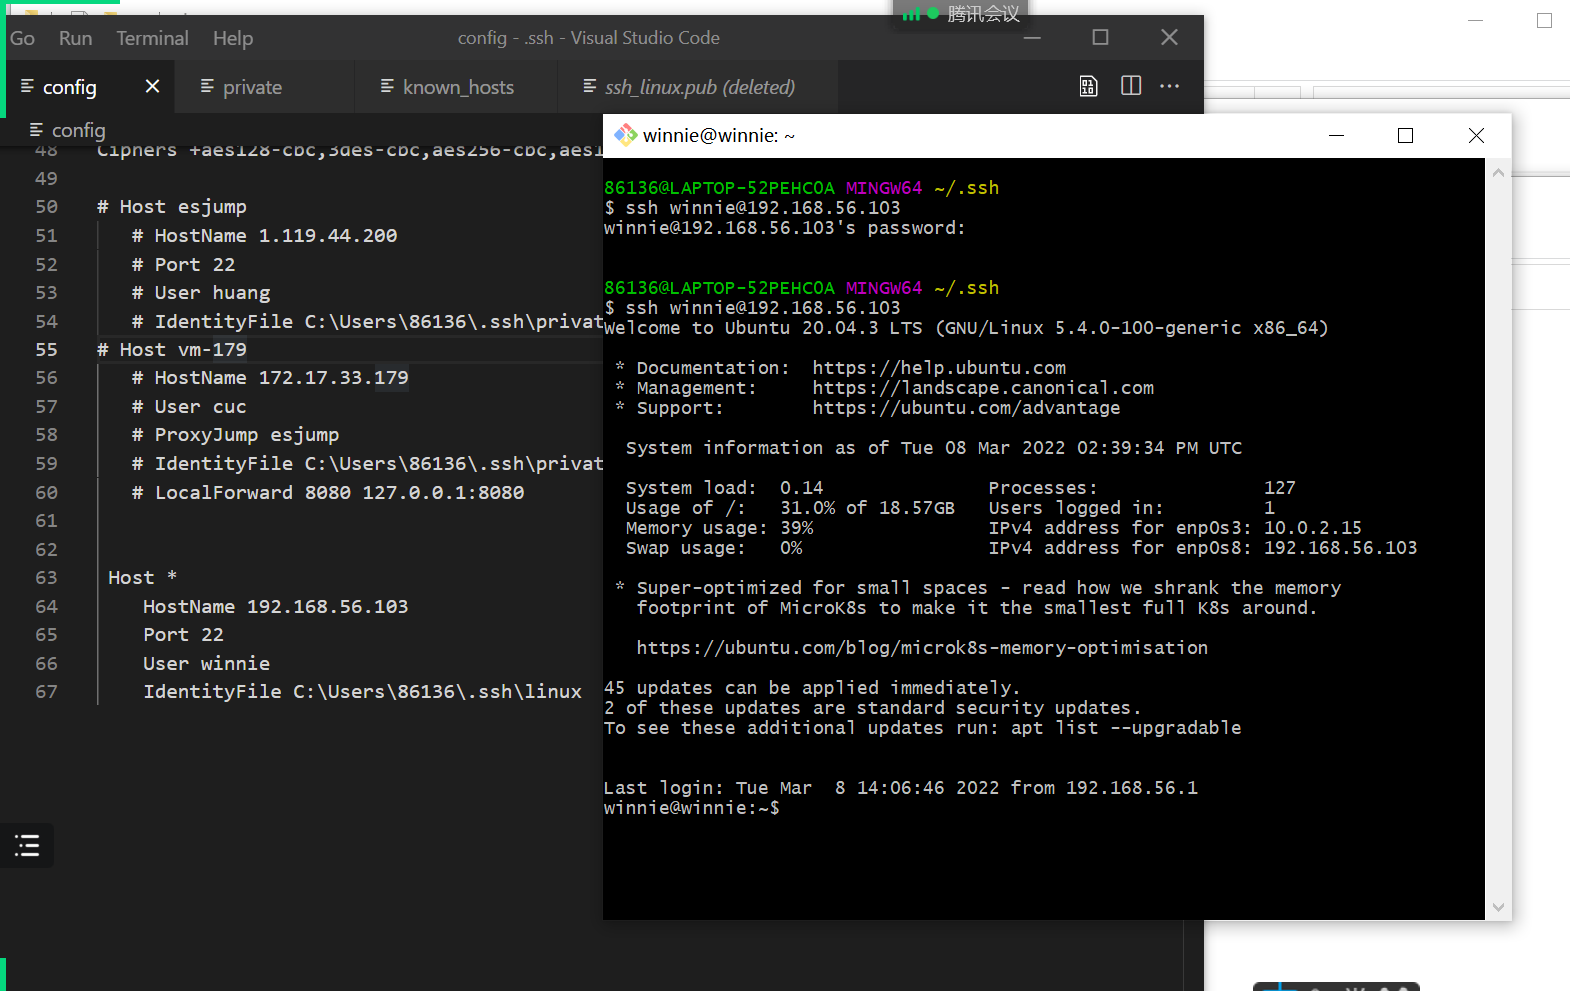 腾讯会议
Go Run Terminal Help config - .ssh - Visual Studio Code
config private known_hosts ssh_linux.pub (deleted)
config
48 Ciphers +aes128-cbc,3des-cbc,aes256-cbc,aes1
49
50 # Host esjump
51 # HostName 1.119.44.200
52 # Port 22
53 # User huang
54 # IdentityFile C:\Users\86136\.ssh\privat
55 # Host vm-179
56 # HostName 172.17.33.179
57 # User cuc
58 # ProxyJump esjump
59 # IdentityFile C:\Users\86136\.ssh\privat
60 # LocalForward 8080 127.0.0.1:8080
61
62
63 Host *
64 HostName 192.168.56.103
65 Port 22
66 User winnie
67 IdentityFile C:\Users\86136\.ssh\linux
winnie@winnie: ~
86136@LAPTOP-52PEHC0A MINGW64 ~/.ssh
$ ssh winnie@192.168.56.103
winnie@192.168.56.103's password:
86136@LAPTOP-52PEHC0A MINGW64 ~/.ssh
$ ssh winnie@192.168.56.103
Welcome to Ubuntu 20.04.3 LTS (GNU/Linux 5.4.0-100-generic x86_64)
* Documentation: https://help.ubuntu.com
* Management: https://landscape.canonical.com
* Support: https://ubuntu.com/advantage
System information as of Tue 08 Mar 2022 02:39:34 PM UTC
System load: 0.14 Processes: 127
Usage of /: 31.0% of 18.57GB Users logged in: 1
Memory usage: 39% IPv4 address for enp0s3: 10.0.2.15
Swap usage: 0% IPv4 address for enp0s8: 192.168.56.103
* Super-optimized for small spaces - read how we shrank the memory
footprint of MicroK8s to make it the smallest full K8s around.
https://ubuntu.com/blog/microk8s-memory-optimisation
45 updates can be applied immediately.
2 of these updates are standard security updates.
To see these additional updates run: apt list --upgradable
Last login: Tue Mar 8 14:06:46 2022 from 192.168.56.1
winnie@winnie:~$